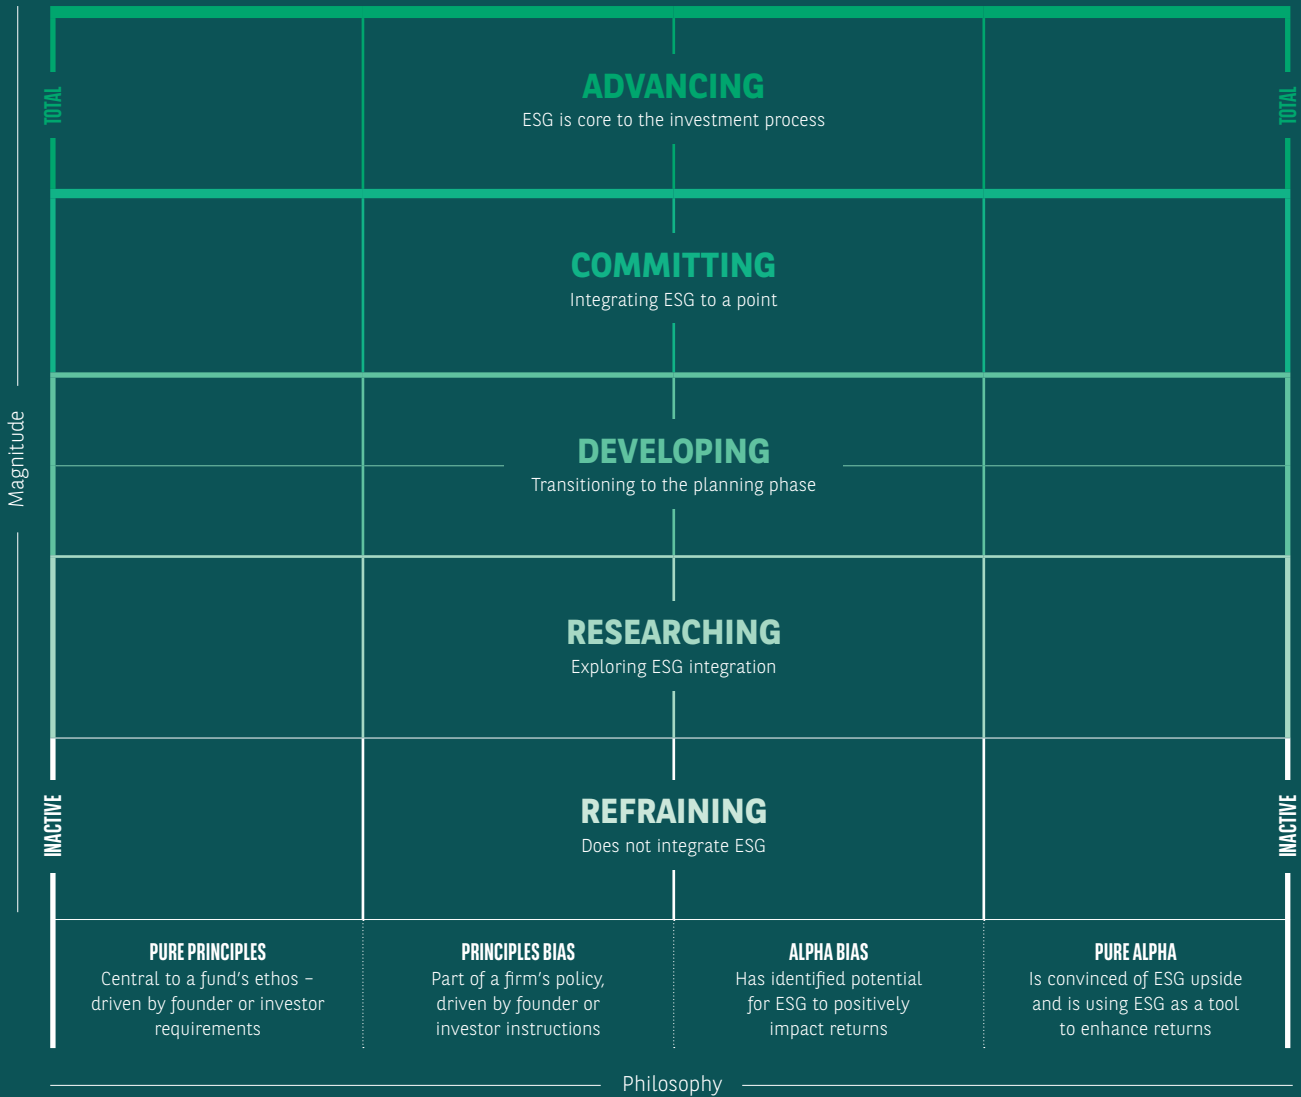 TOTAL
TOTAL
ADVANCING
ESG is core to the investment process
COMMITTING
Integrating ESG to a point
Magnitude
DEVELOPING
Transitioning to the planning phase
RESEARCHING
Exploring ESG integration
INACTIVE
INACTIVE
REFRAINING
Does not integrate ESG
PURE PRINCIPLES
Central to a fund’s ethos –
driven by founder or investor
requirements
PRINCIPLES BIAS
Part of a firm’s policy,
driven by founder or
investor instructions
ALPHA BIAS
Has identified potential
for ESG to positively
impact returns
PURE ALPHA
Is convinced of ESG upside
and is using ESG as a tool
to enhance returns
Philosophy